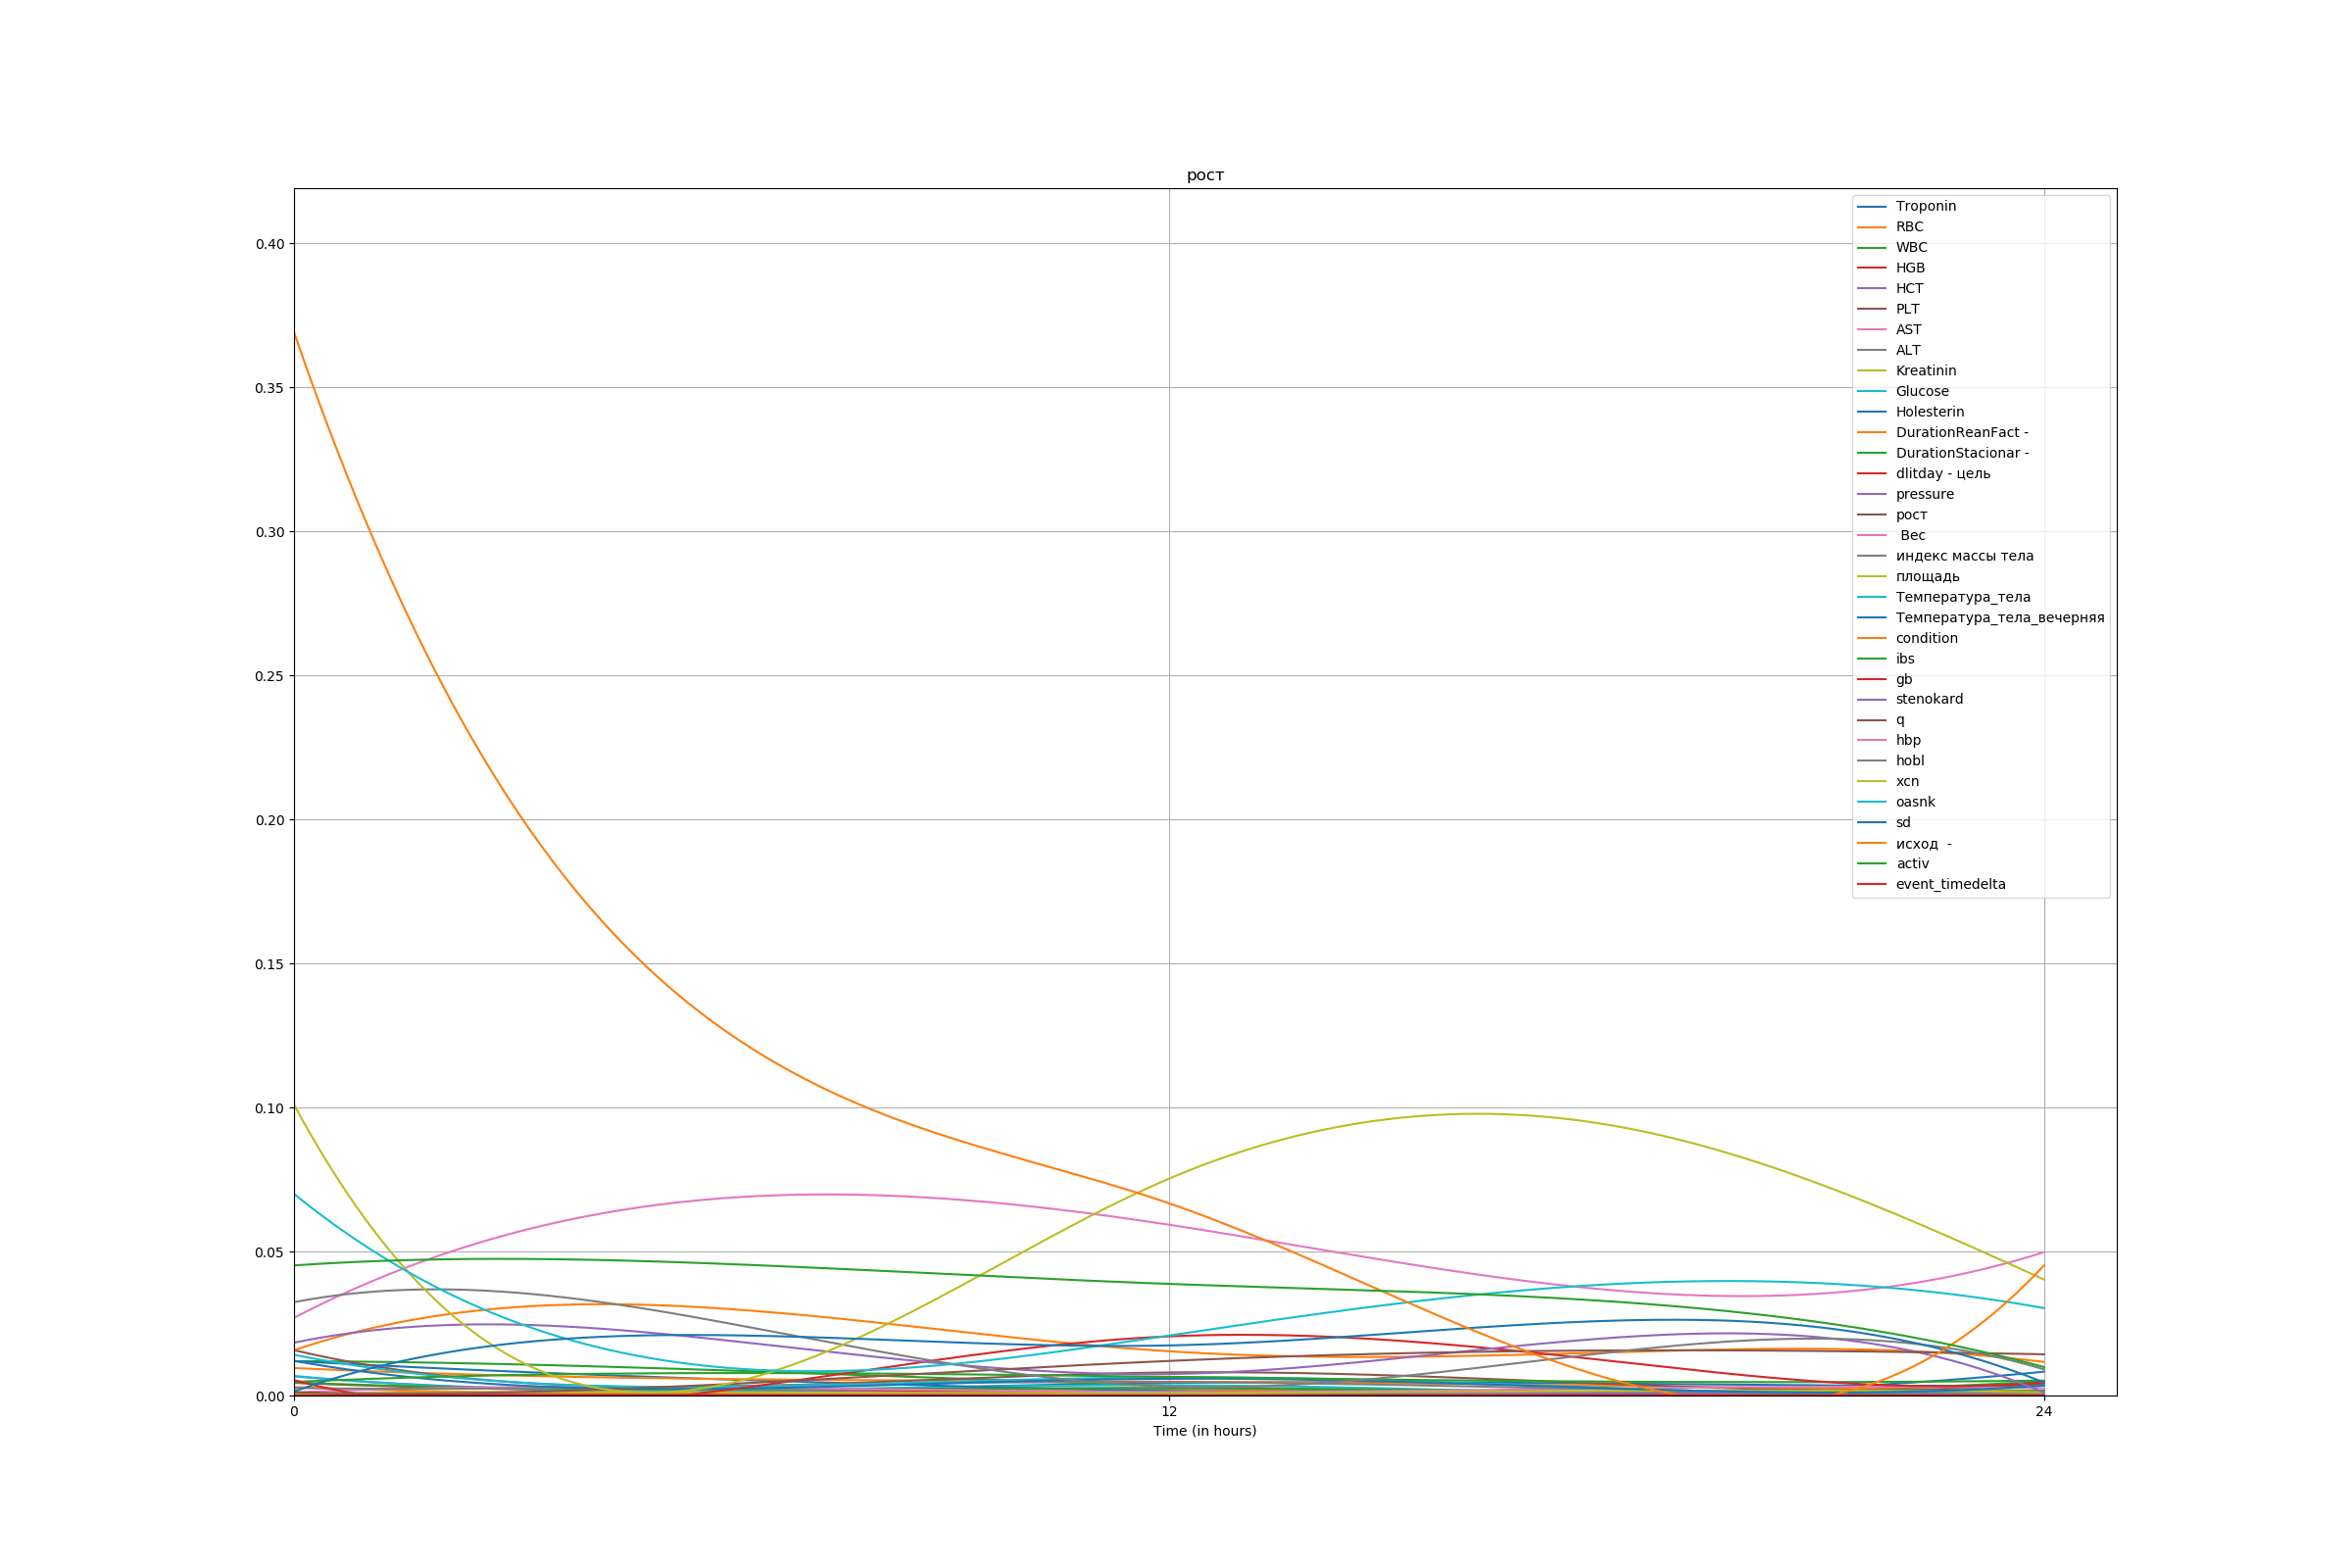 рост
0.40
0.35
0.30
0.25
0.20
0.15
0.10
0.05
0.00
0
12
24
Time (in hours)
Troponin
RBC
WBC
HGB
HCT
PLT
AST
ALT
Kreatinin
Glucose
Holesterin
DurationReanFact -
DurationStacionar -
dlitday - цель
pressure
рост
Вес
индекс массы тела
площадь
Температура_тела
Температура_тела_вечерняя
condition
ibs
gb
stenokard
q
hbp
hobl
xcn
oasnk
sd
исход  -
activ
event_timedelta